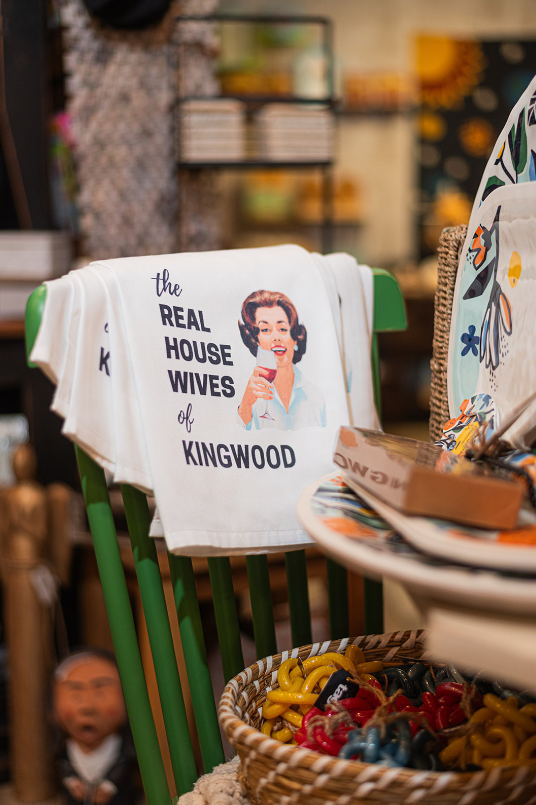 the
REAL
HOUSE
WIVES
of
KINGWOOD
K